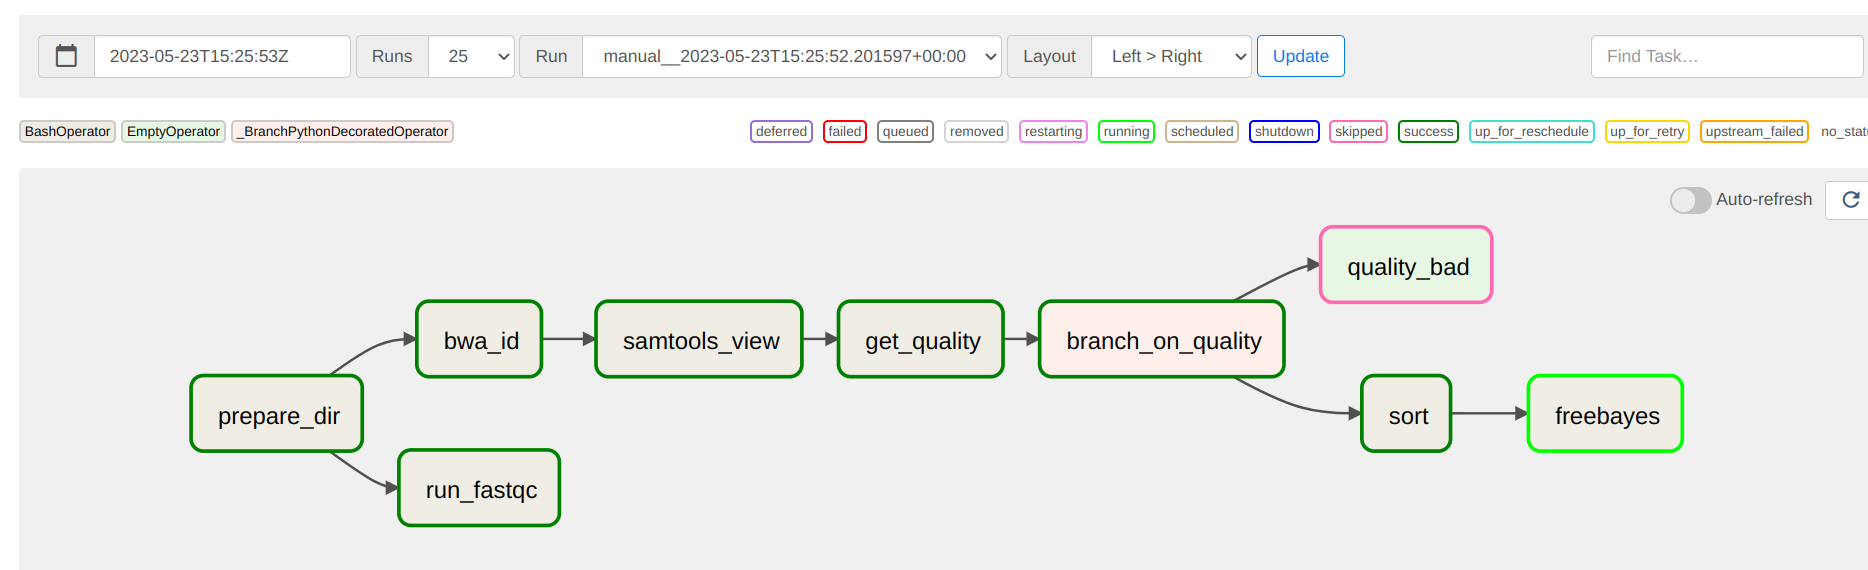 2023-05-23T15:25:53Z Runs 25 Run manual__2023-05-23T15:25:52.201597+00:00 Layout Left > Right Update Find Task…
BashOperator EmptyOperator _BranchPythonDecoratedOperator deferred failed queued removed restarting running scheduled shutdown skipped success up_for_reschedule up_for_retry upstream_failed
Auto-refresh
quality_bad
bwa_id samtools_view get_quality branch_on_quality
prepare_dir sort freebayes
run_fastqc